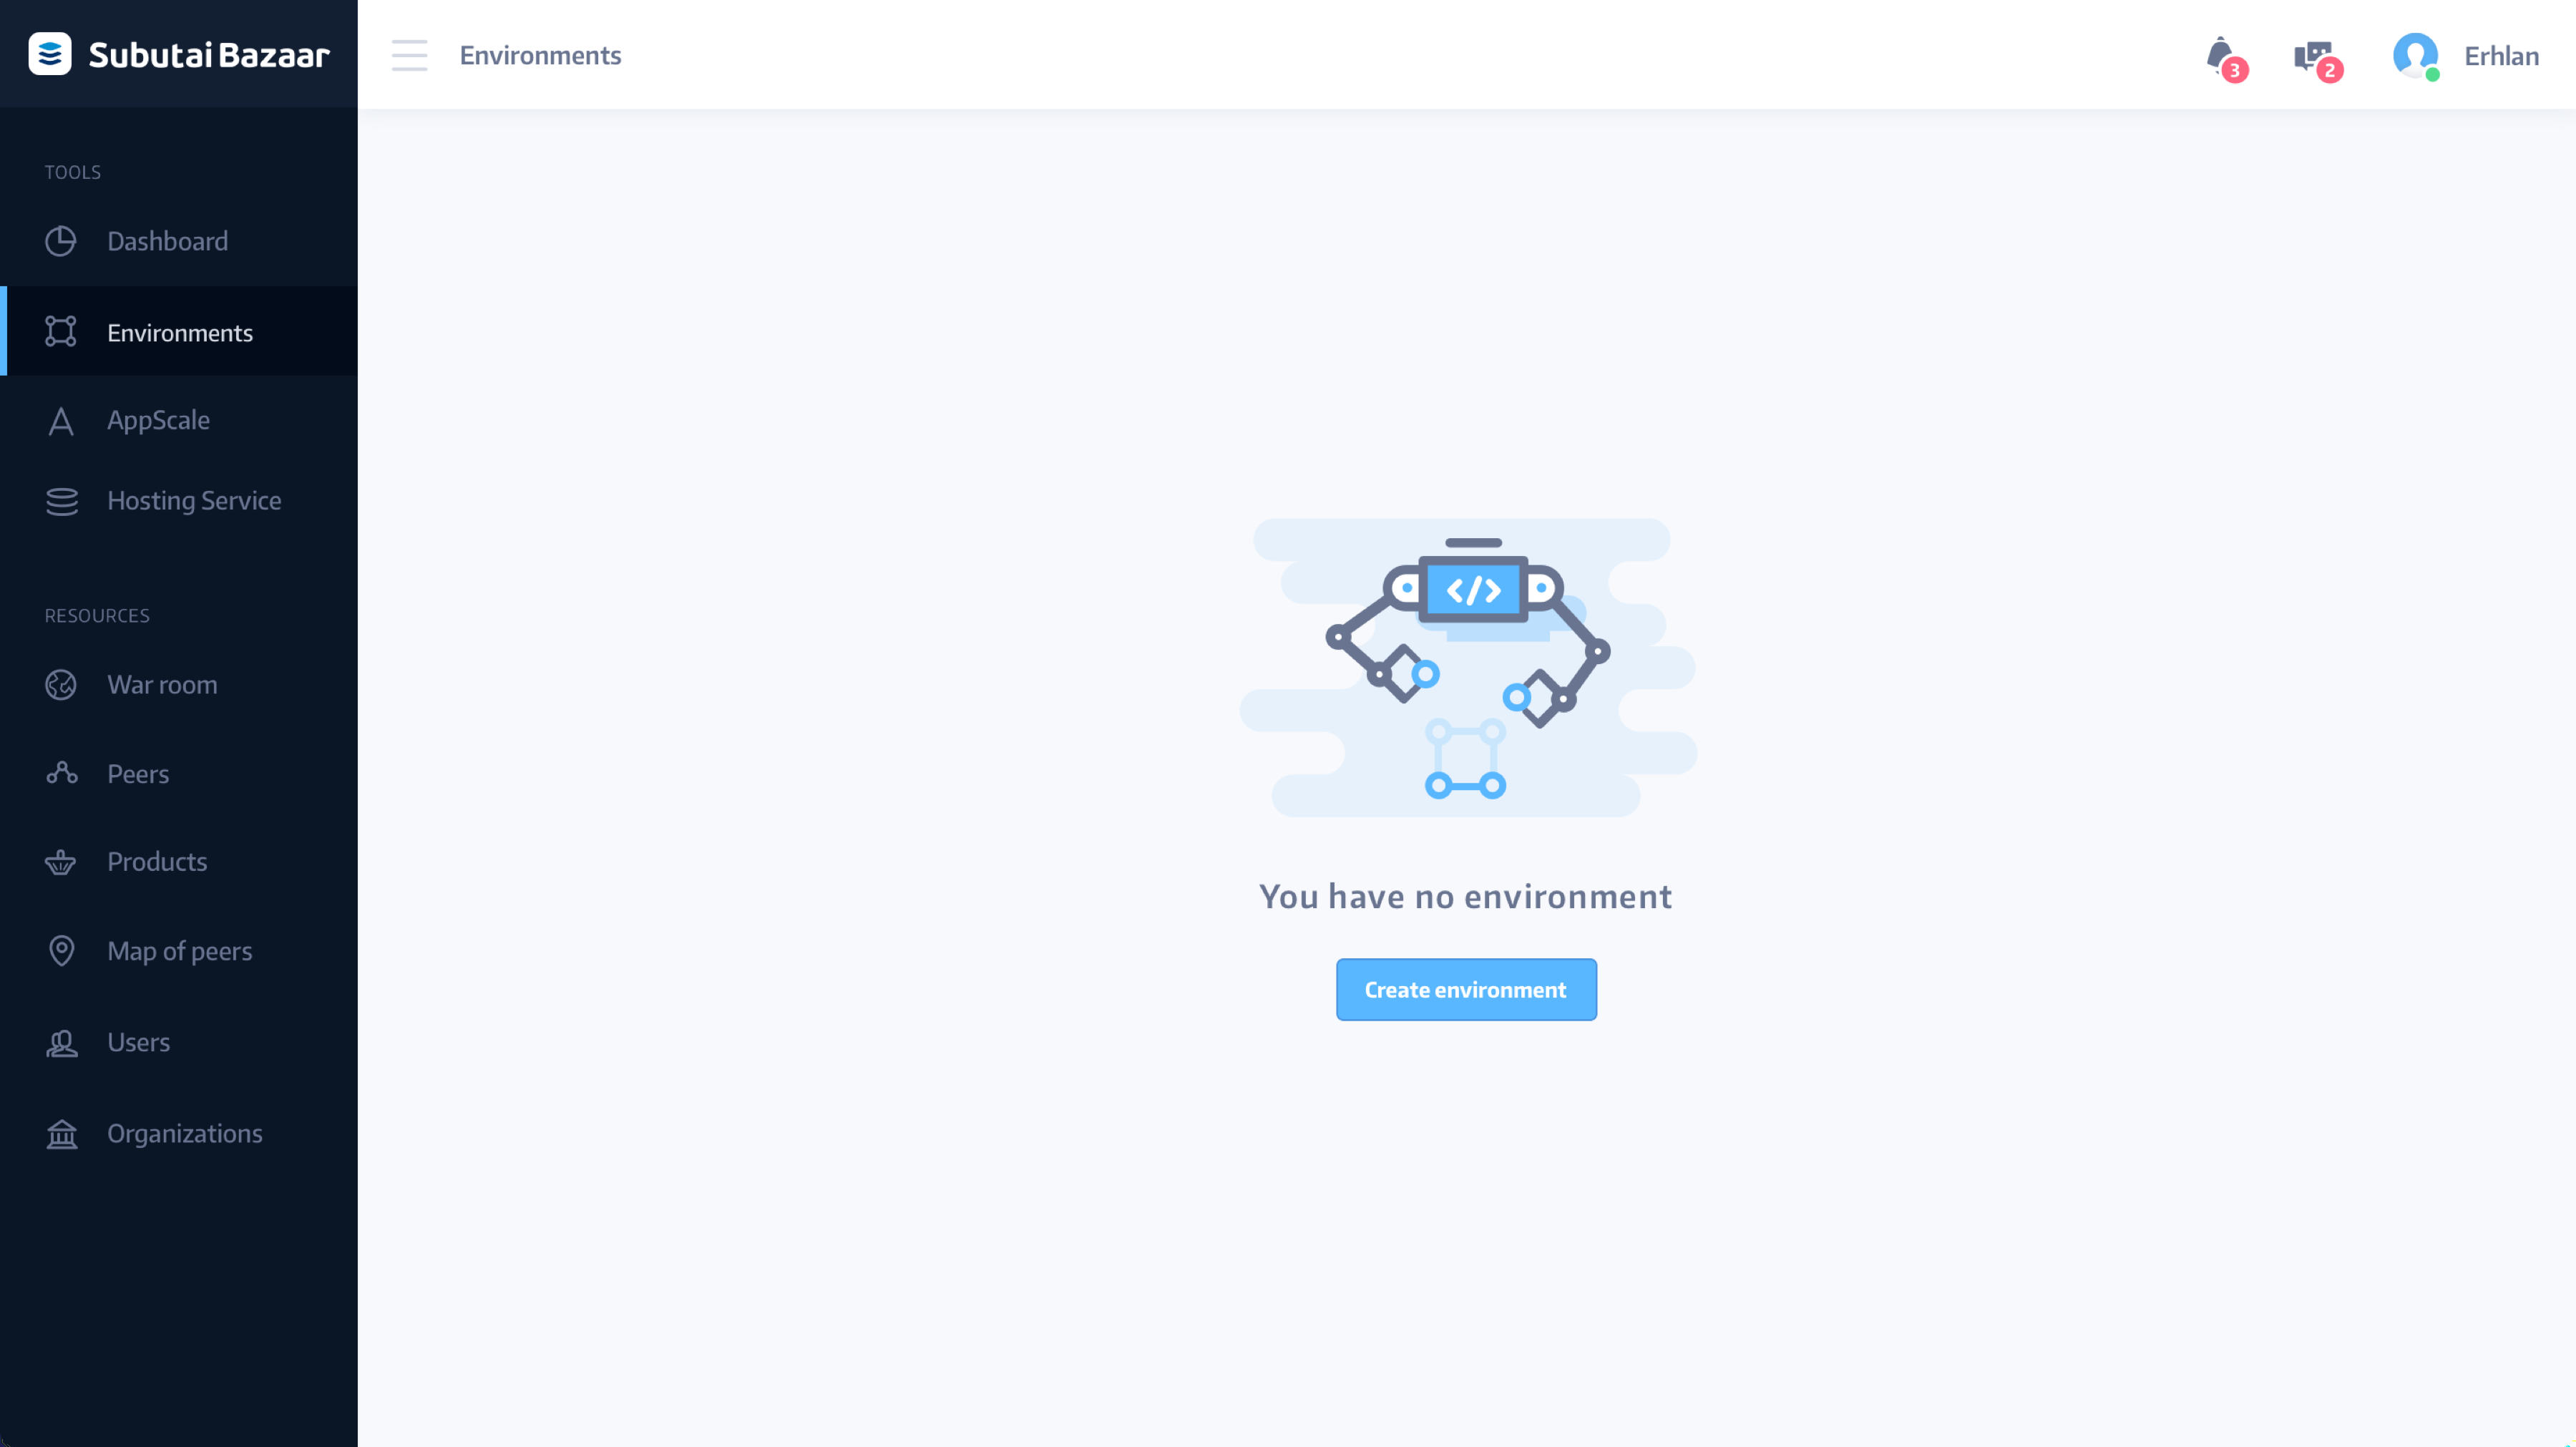 Subutai Bazaar
Environments
3
2
Erhlan
TOOLS
Dashboard
Environments
AppScale
Hosting Service
RESOURCES
War room
Peers
Products
Map of peers
Users
Organizations
</>
You have no environment
Create environment